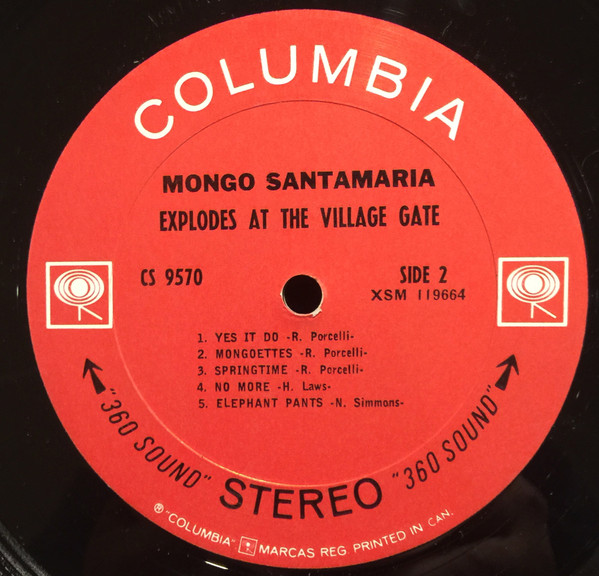 COLUMBIA
MONGO SANTAMARIA
EXPLODES AT THE VILLAGE GATE
CS 9570
SIDE 2
XSM 119664
1. YES IT DO -R. Porcelli-
2. MONGOETTES -R. Porcelli-
3. SPRINGTIME -R. Porcelli-
4. NO MORE -H. Laws-
5. ELEPHANT PANTS -N. Simmons-
"360 SOUND" STEREO "360 SOUND"
® "COLUMBIA" MARCAS REG. PRINTED IN CAN.